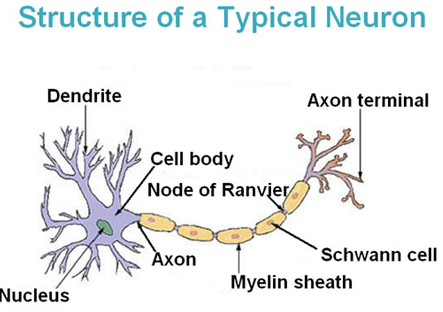 Structure of a Typical Neuron
Dendrite
Axon terminal
Cell body
Node of Ranvier
Axon
Schwann cell
Myelin sheath
Nucleus